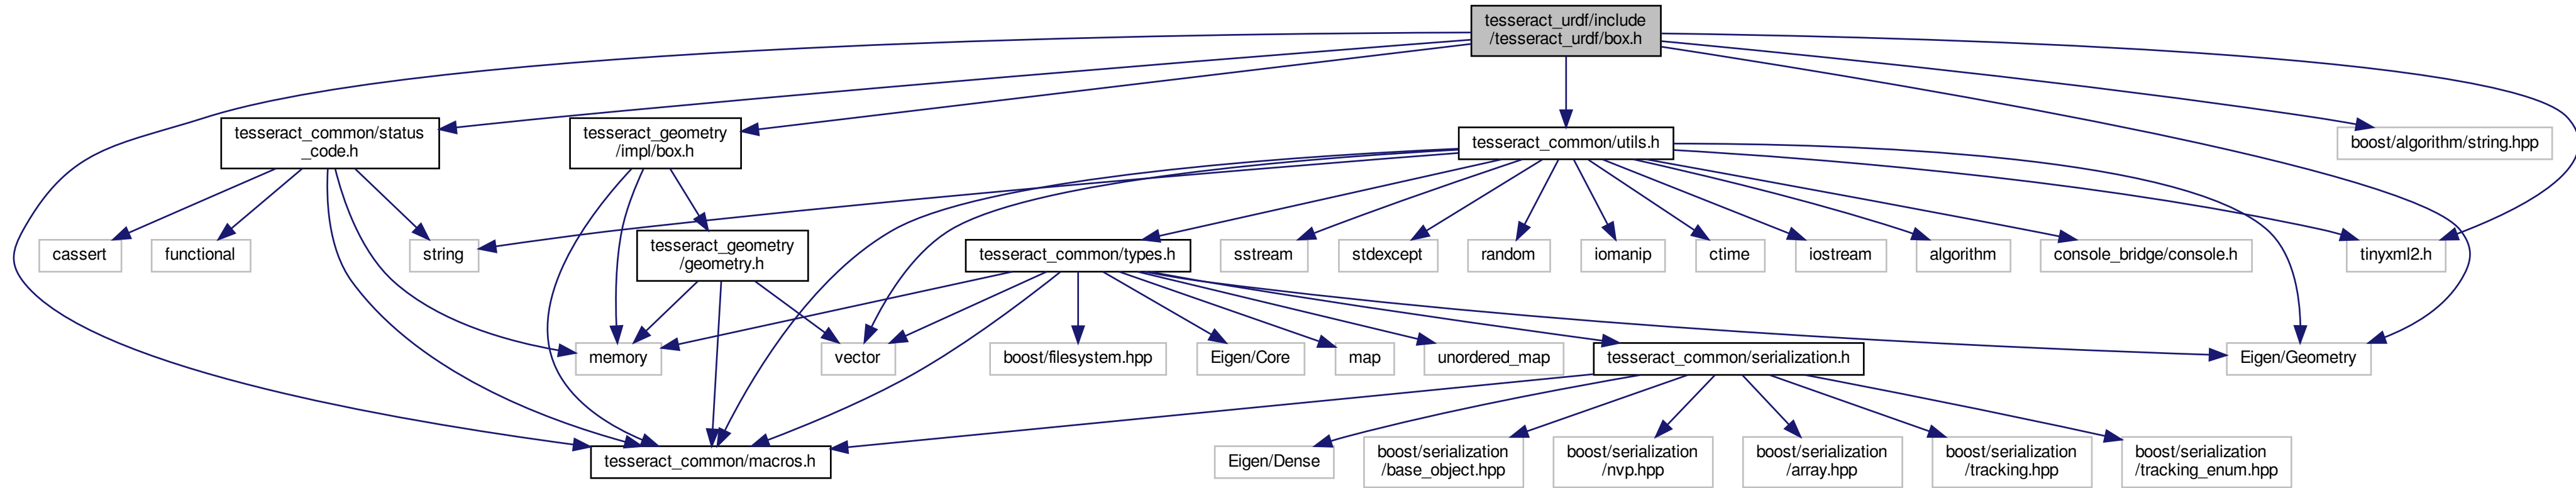 tesseract_urdf/include
/tesseract_urdf/box.h
tesseract_common/status
_code.h
tesseract_geometry
/impl/box.h
tesseract_common/utils.h
boost/algorithm/string.hpp
cassert
functional
string
tesseract_geometry
/geometry.h
tesseract_common/types.h
sstream
stdexcept
random
iomanip
ctime
iostream
algorithm
console_bridge/console.h
tinyxml2.h
memory
vector
boost/filesystem.hpp
Eigen/Core
map
unordered_map
tesseract_common/serialization.h
Eigen/Geometry
tesseract_common/macros.h
Eigen/Dense
boost/serialization
/base_object.hpp
boost/serialization
/nvp.hpp
boost/serialization
/array.hpp
boost/serialization
/tracking.hpp
boost/serialization
/tracking_enum.hpp